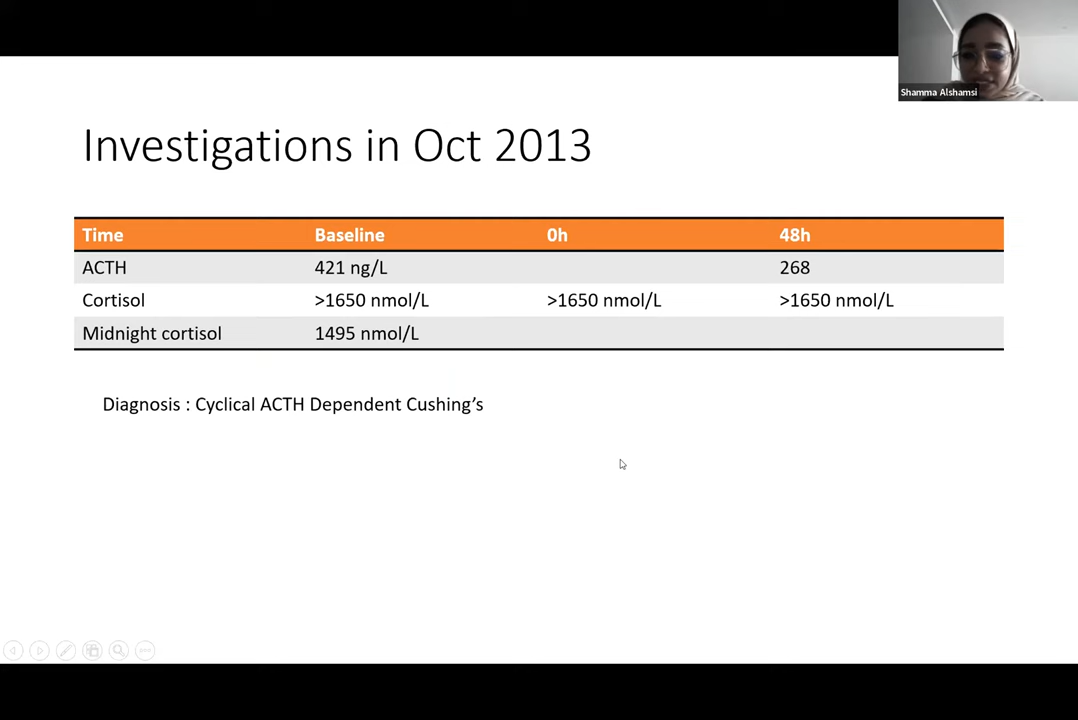 Shamma Alshamsi
Investigations in Oct 2013
Time Baseline 0h 48h
ACTH 421 ng/L 268
Cortisol >1650 nmol/L >1650 nmol/L >1650 nmol/L
Midnight cortisol 1495 nmol/L
Diagnosis : Cyclical ACTH Dependent Cushing’s